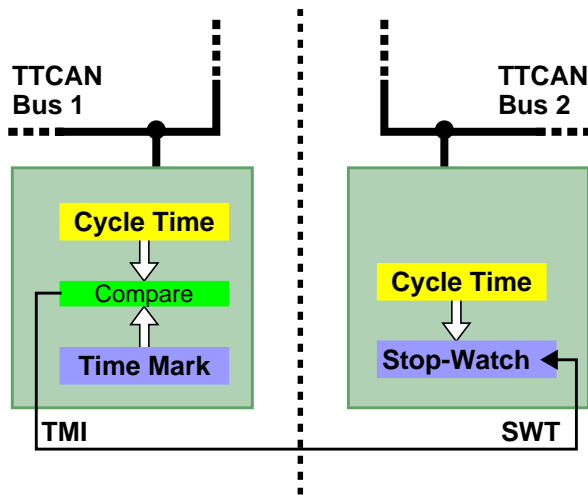 TTCAN
Bus 1
TTCAN
Bus 2
Cycle Time
Compare
Time Mark
Cycle Time
Stop-Watch
TMI
SWT